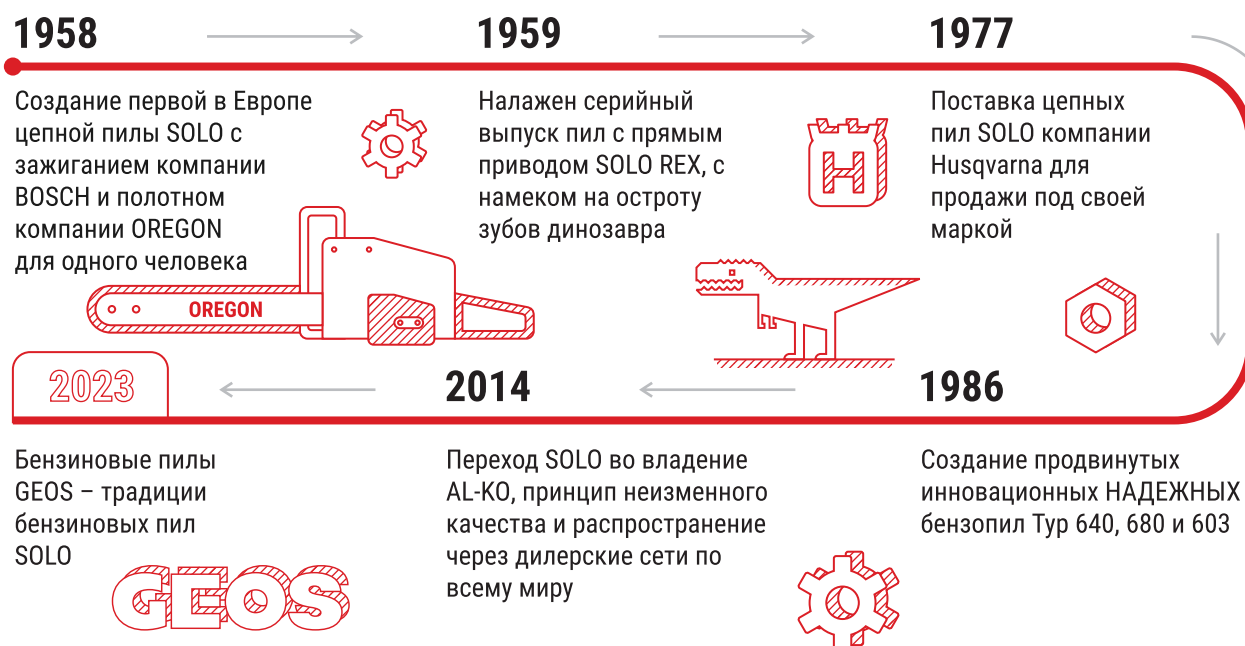 1958
Создание первой в Европе
цепной пилы SOLO с
зажиганием компании
BOSCH и полотном
компании OREGON
для одного человека
OREGON
1959
Налажен серийный
выпуск пил с прямым
приводом SOLO REX, с
намеком на остроту
зубов динозавра
1977
Поставка цепных
пил SOLO компании
Husqvarna для
продажи под своей
маркой
H
1986
Создание продвинутых
инновационных НАДЕЖНЫХ
бензопил Тур 640, 680 и 603
2014
Переход SOLO во владение
AL-KO, принцип неизменного
качества и распространение
через дилерские сети по
всему миру
2023
Бензиновые пилы
GEOS – традиции
бензиновых пил
SOLO
GEOS